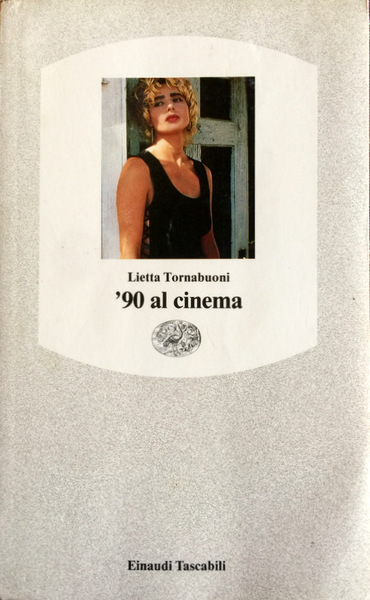 Lietta Tornabuoni
’90 al cinema
Einaudi Tascabili